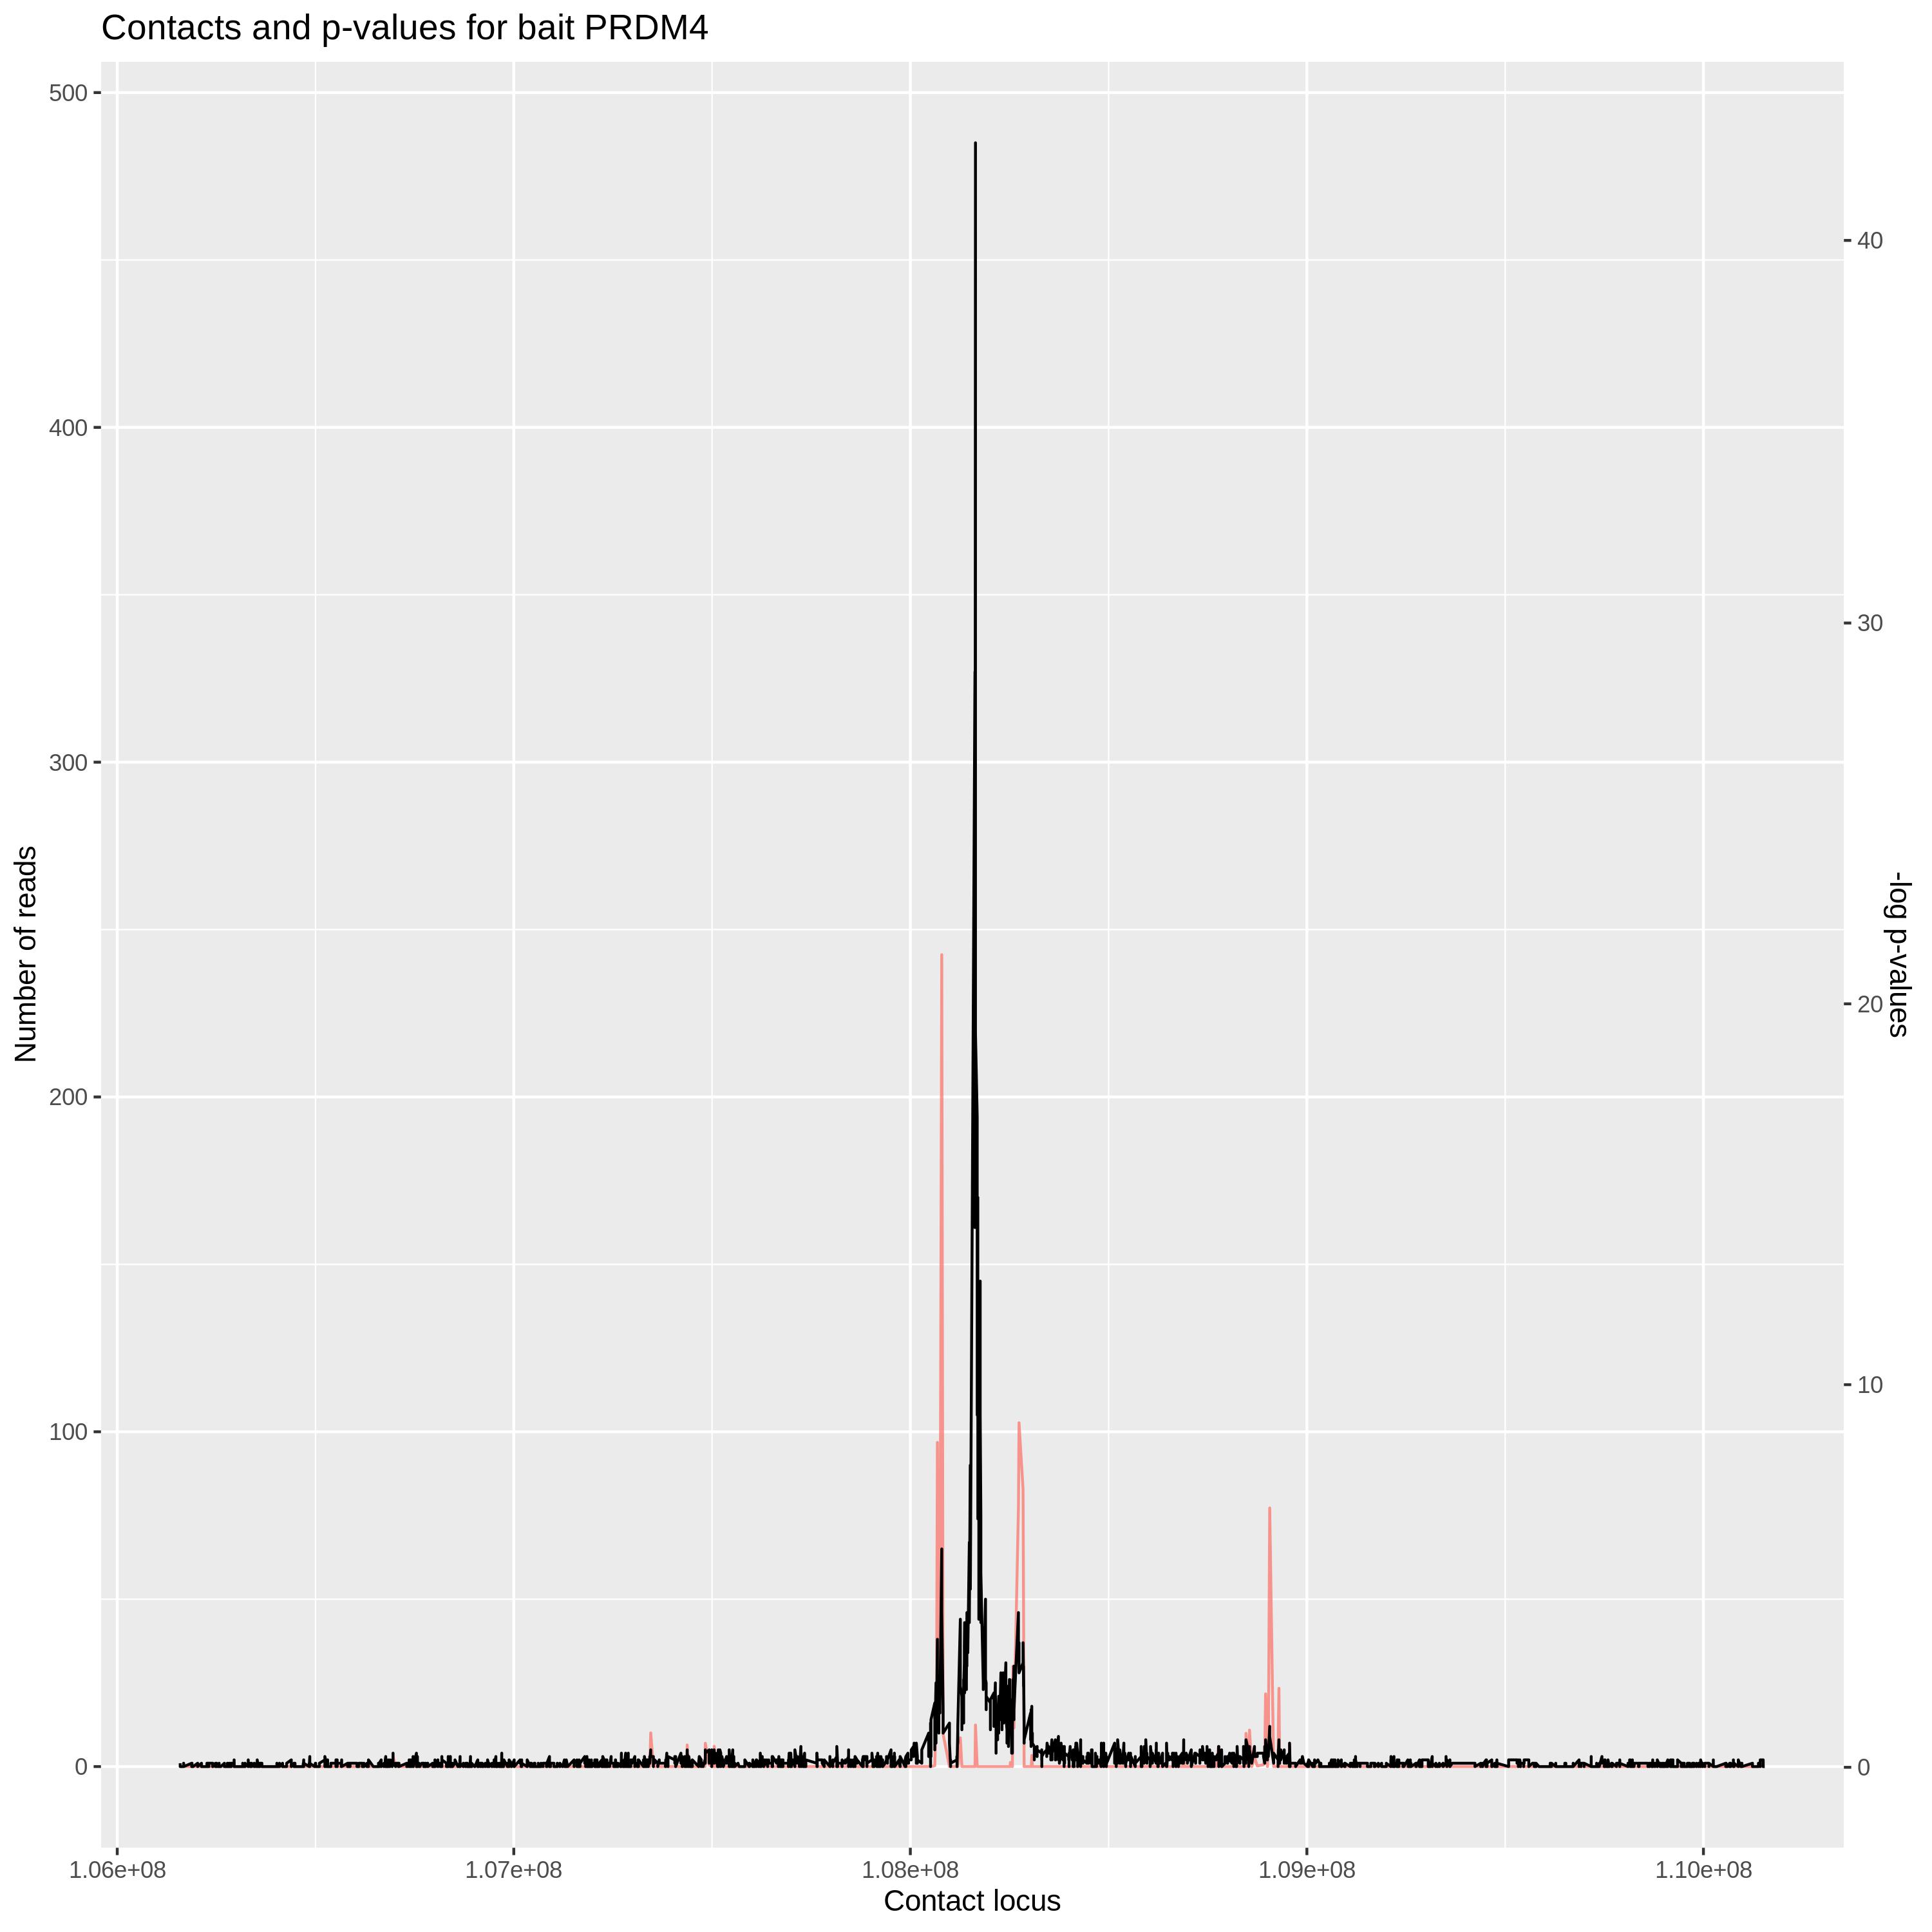 Contacts and p-values for bait PRDM4
500
400
300
200
100
0
Number of reads
40
30
20
10
0
-log p-values
1.06e+08 1.07e+08 1.08e+08 1.09e+08 1.10e+08
Contact locus